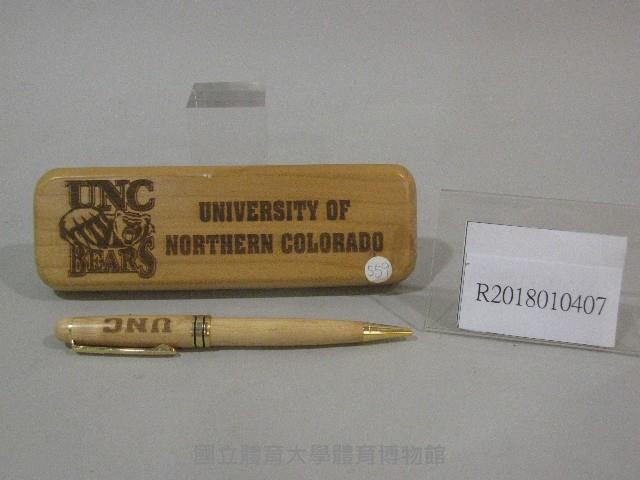 UNC
BEARS
UNIVERSITY OF
NORTHERN COLORADO
559
R2018010407
UNC
國立體育大學體育博物館